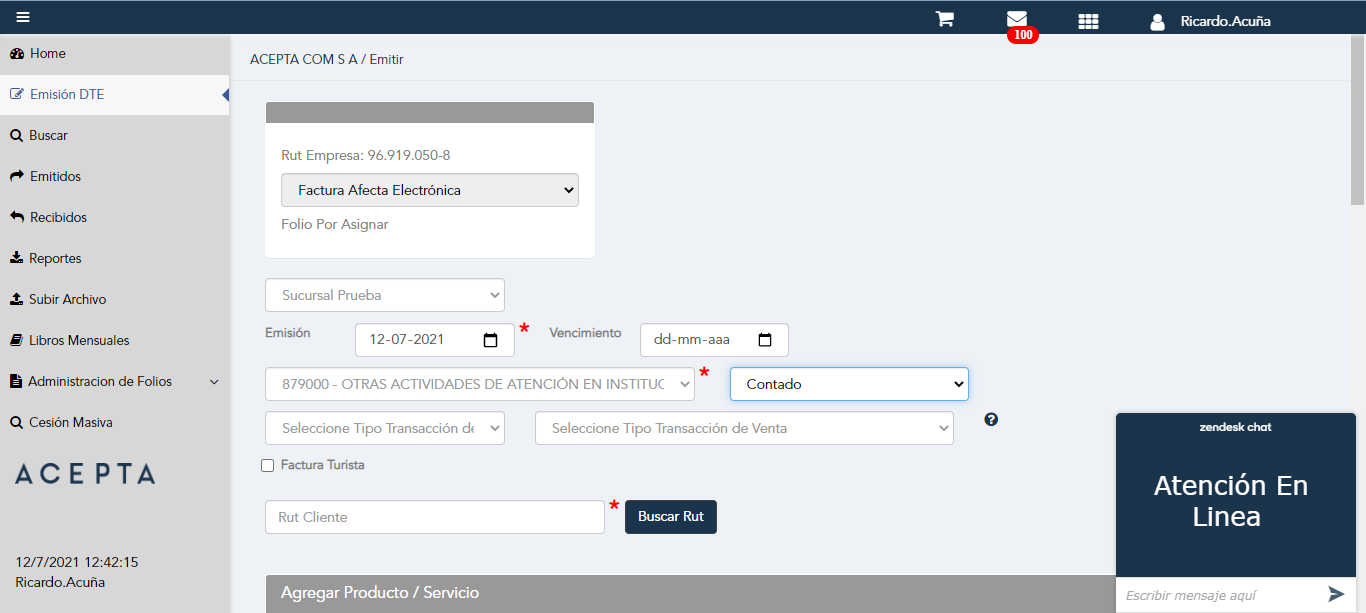 Ricardo.Acuña
100
Home
Emisión DTE
Buscar
Emitidos
Recibidos
Reportes
Subir Archivo
Libros Mensuales
Administracion de Folios
Cesión Masiva
ACEPTA
12/7/2021 12:42:15
Ricardo.Acuña
ACEPTA COM S A / Emitir
Rut Empresa: 96.919.050-8
Factura Afecta Electrónica
Folio Por Asignar
Sucursal Prueba
Emisión 12-07-2021 * Vencimiento dd-mm-aaa
879000 - OTRAS ACTIVIDADES DE ATENCIÓN EN INSTITUC * Contado
Seleccione Tipo Transacción de Seleccione Tipo Transacción de Venta ?
Factura Turista
Rut Cliente * Buscar Rut
Agregar Producto / Servicio
zendesk chat
Atención En
Linea
Escribir mensaje aquí